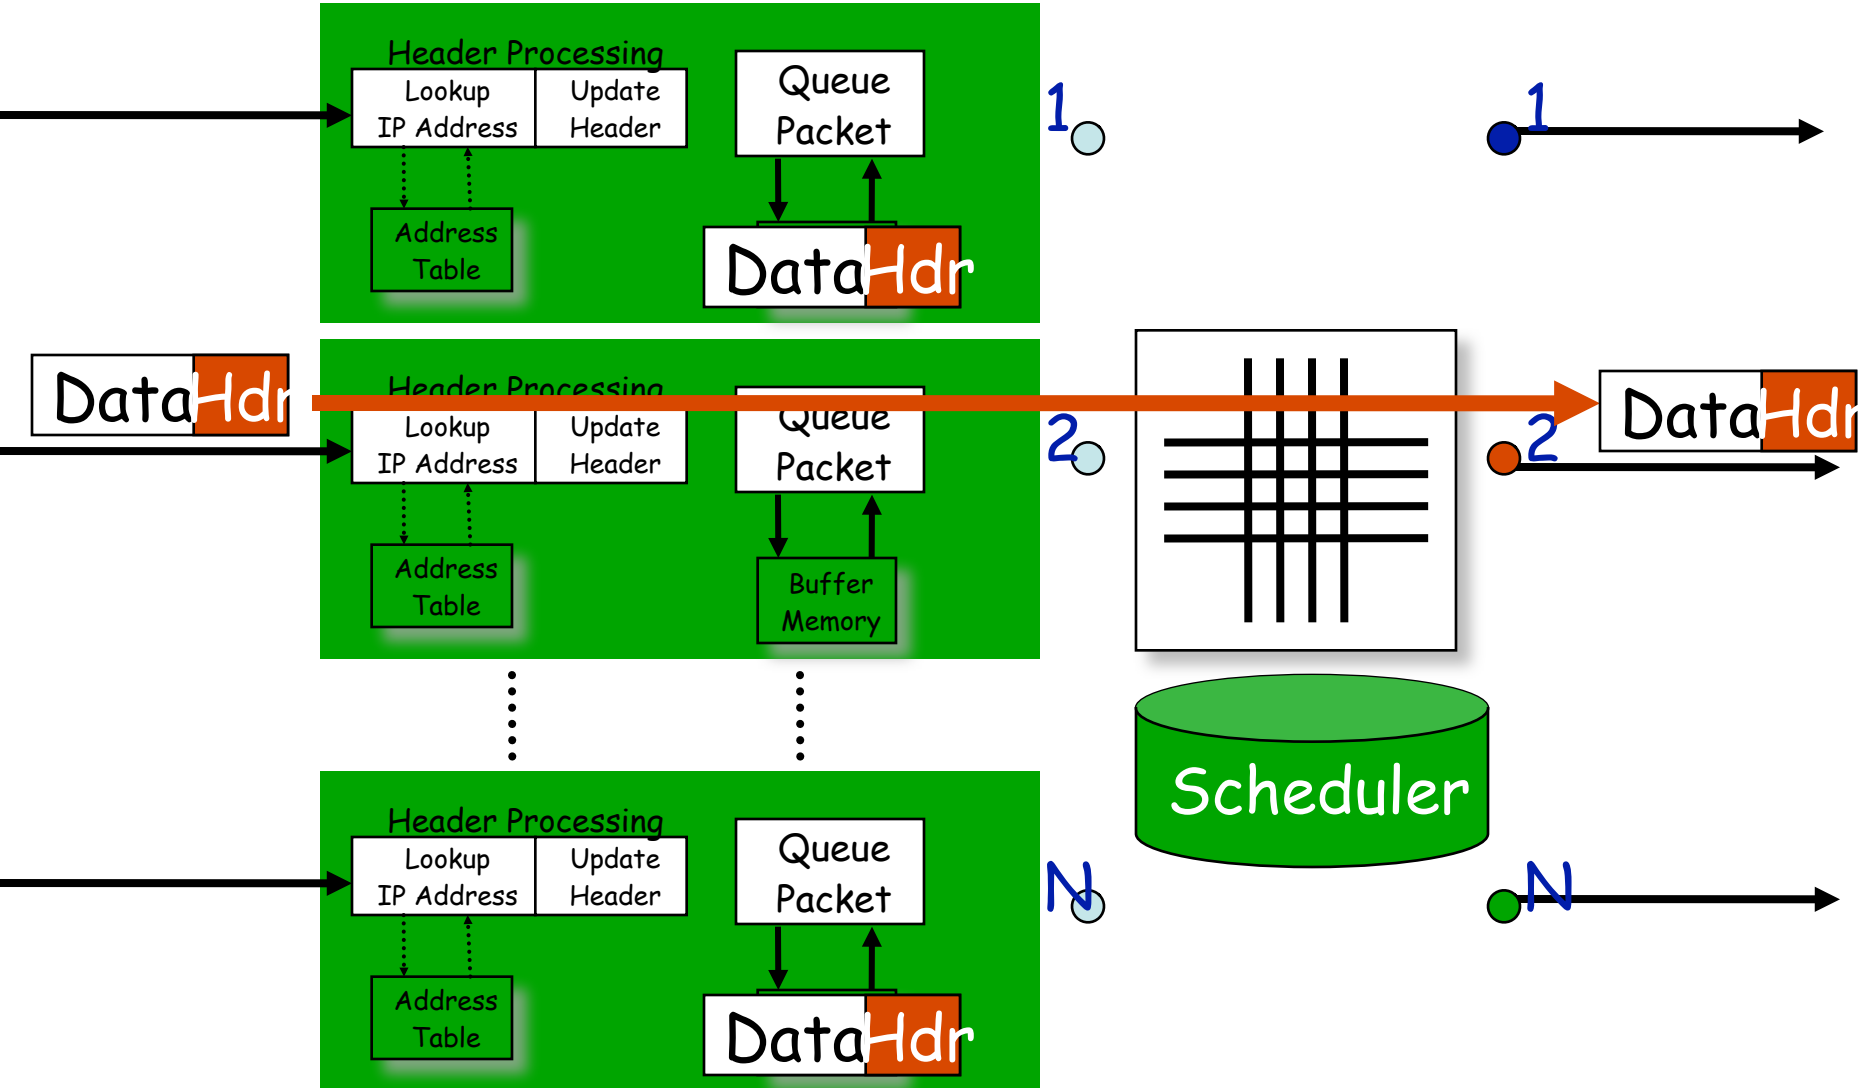 Header Processing
Lookup
IP Address
Update
Header
Queue
Packet
Address
Table
Data
Hdr
1
1
Data
Hdr
Header Processing
Lookup
IP Address
Update
Header
Queue
Packet
Address
Table
Buffer
Memory
2
2
Data
Hdr
Scheduler
Header Processing
Lookup
IP Address
Update
Header
Queue
Packet
Address
Table
Data
Hdr
N
N